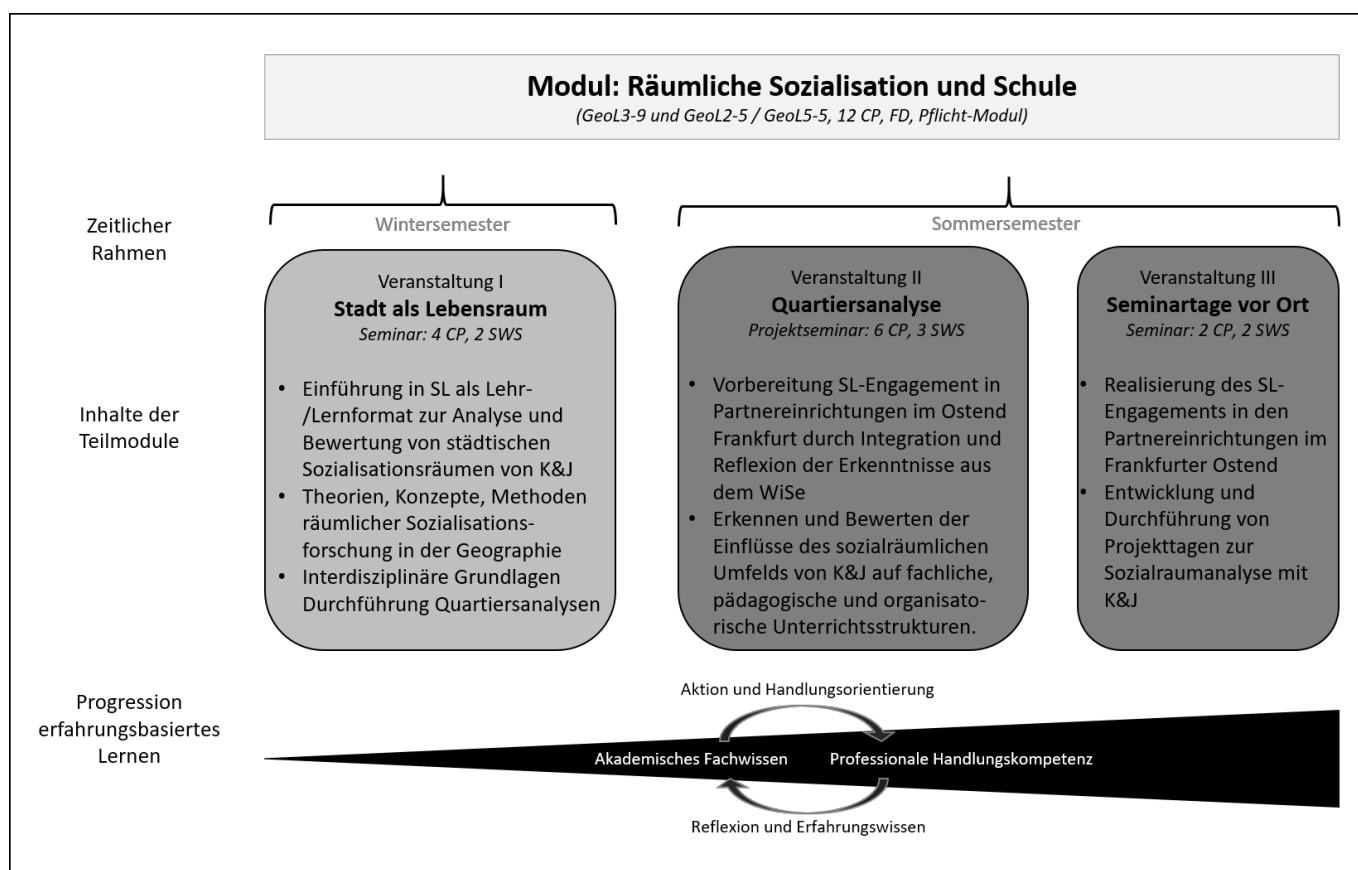 Modul: Räumliche Sozialisation und Schule
(GeoL3-9 und GeoL2-5 / GeoL5-5, 12 CP, FD, Pflicht-Modul)
Zeitlicher
Rahmen
Wintersemester
Sommersemester
Inhalte der
Teilmodule
Veranstaltung I
Stadt als Lebensraum
Seminar: 4 CP, 2 SWS
• Einführung in SL als Lehr-
/Lernformat zur Analyse und
Bewertung von städtischen
Sozialisationsräumen von K&J
• Theorien, Konzepte, Methoden
räumlicher Sozialisations-
forschung in der Geographie
• Interdisziplinäre Grundlagen
Durchführung Quartiersanalysen
Veranstaltung II
Quartiersanalyse
Projektseminar: 6 CP, 3 SWS
• Vorbereitung SL-Engagement in
Partnereinrichtungen im Ostend
Frankfurt durch Integration und
Reflexion der Erkenntnisse aus
dem WiSe
• Erkennen und Bewerten der
Einflüsse des sozialräumlichen
Umfelds von K&J auf fachliche,
pädagogische und organisato-
rische Unterrichtsstrukturen.
Veranstaltung III
Seminartage vor Ort
Seminar: 2 CP, 2 SWS
• Realisierung des SL-
Engagements in den
Partnereinrichtungen im
Frankfurter Ostend
• Entwicklung und
Durchführung von
Projekttagen zur
Sozialraumanalyse mit
K&J
Progression
erfahrungsbasiertes
Lernen
Aktion und Handlungsorientierung
Akademisches Fachwissen
Professionale Handlungskompetenz
Reflexion und Erfahrungswissen